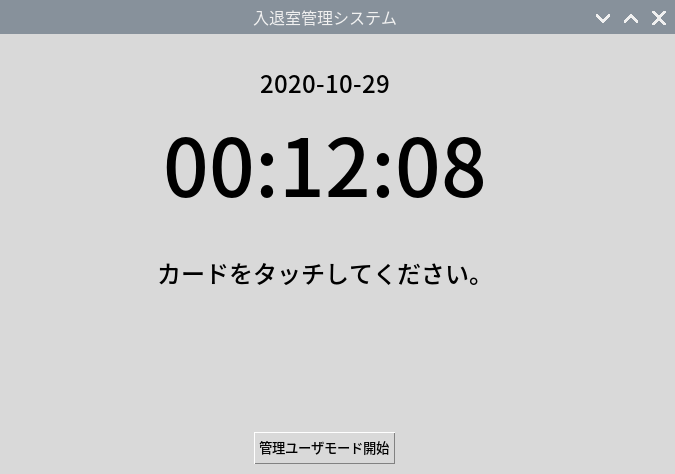 入退室管理システム
2020-10-29
00:12:08
カードをタッチしてください。
管理ユーザモード開始